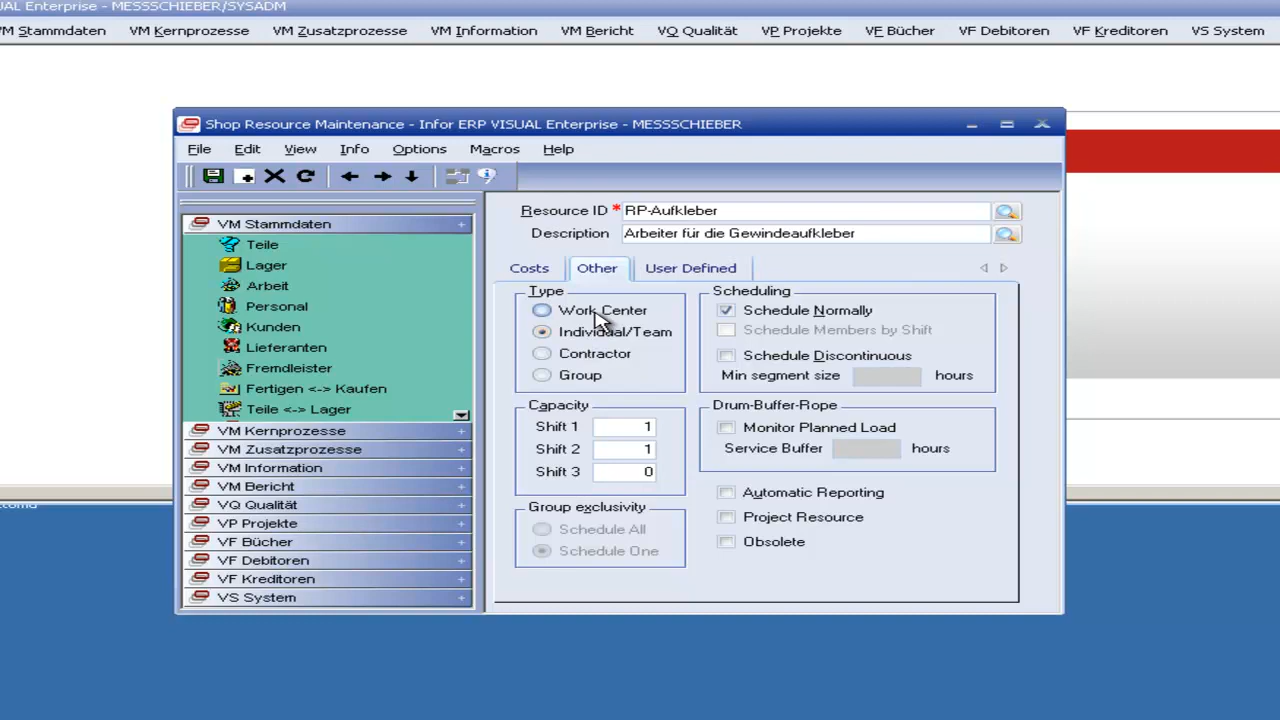 UAL Enterprise - MESSSCHIEBER/SYSADM
VM Stammdaten VM Kernprozesse VM Zusatzprozesse VM Information VM Bericht VQ Qualität VP Projekte VF Bücher VF Debitoren VF Kreditoren VS System
Shop Resource Maintenance - Infor ERP VISUAL Enterprise - MESSSCHIEBER
File Edit View Info Options Macros Help
VM Stammdaten
Teile
Lager
Arbeit
Personal
Kunden
Lieferanten
Fremdleister
Fertigen <-> Kaufen
Teile <-> Lager
VM Kernprozesse
VM Zusatzprozesse
VM Information
VM Bericht
VQ Qualität
VP Projekte
VF Bücher
VF Debitoren
VF Kreditoren
VS System
Resource ID * RP-Aufkleber
Description Arbeiter für die Gewindeaufkleber
Costs Other User Defined
Type
Work Center
Individual/Team
Contractor
Group
Capacity
Shift 1 1
Shift 2 1
Shift 3 0
Group exclusivity
Schedule All
Schedule One
Scheduling
Schedule Normally
Schedule Members by Shift
Schedule Discontinuous
Min segment size hours
Drum-Buffer-Rope
Monitor Planned Load
Service Buffer hours
Automatic Reporting
Project Resource
Obsolete